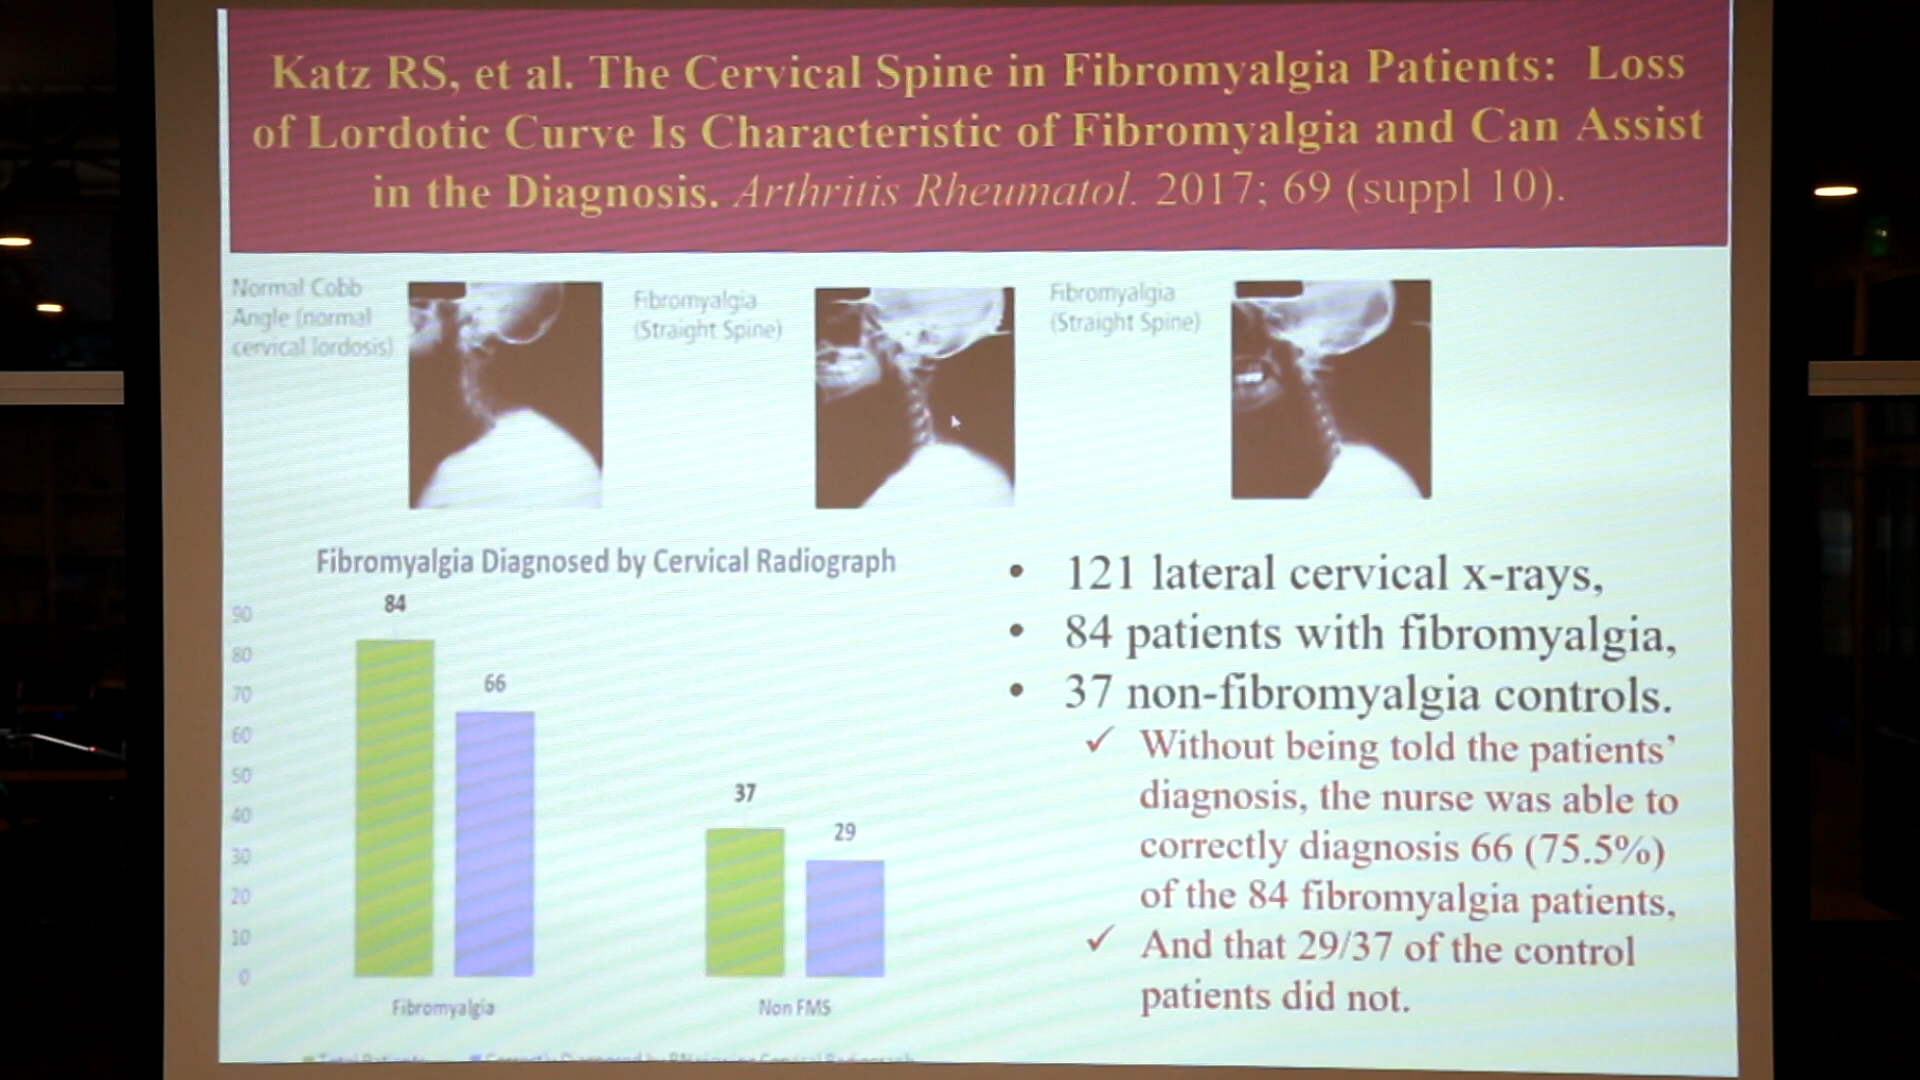 Katz RS, et al. The Cervical Spine in Fibromyalgia Patients: Loss
of Lordotic Curve Is Characteristic of Fibromyalgia and Can Assist
in the Diagnosis. Arthritis Rheumatol. 2017; 69 (suppl 10).
Normal Cobb
Angle (normal
cervical lordosis)
Fibromyalgia
(Straight Spine)
Fibromyalgia
(Straight Spine)
Fibromyalgia Diagnosed by Cervical Radiograph
90
80
70
60
50
40
30
20
10
0
84
66
37
29
Fibromyalgia
Non FMS
• 121 lateral cervical x-rays,
• 84 patients with fibromyalgia,
• 37 non-fibromyalgia controls.
✓ Without being told the patients’
diagnosis, the nurse was able to
correctly diagnosis 66 (75.5%)
of the 84 fibromyalgia patients,
✓ And that 29/37 of the control
patients did not.